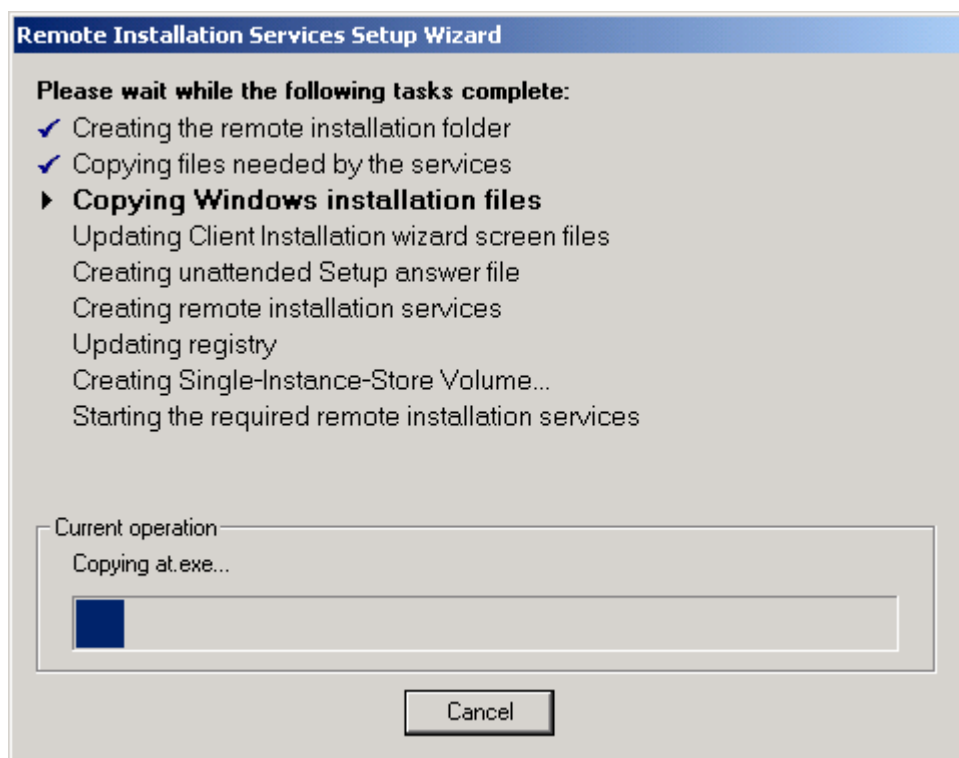 Remote Installation Services Setup Wizard
Please wait while the following tasks complete:
Creating the remote installation folder
Copying files needed by the services
Copying Windows installation files
Updating Client Installation wizard screen files
Creating unattended Setup answer file
Creating remote installation services
Updating registry
Creating Single-Instance-Store Volume...
Starting the required remote installation services
Current operation
Copying at.exe...
Cancel